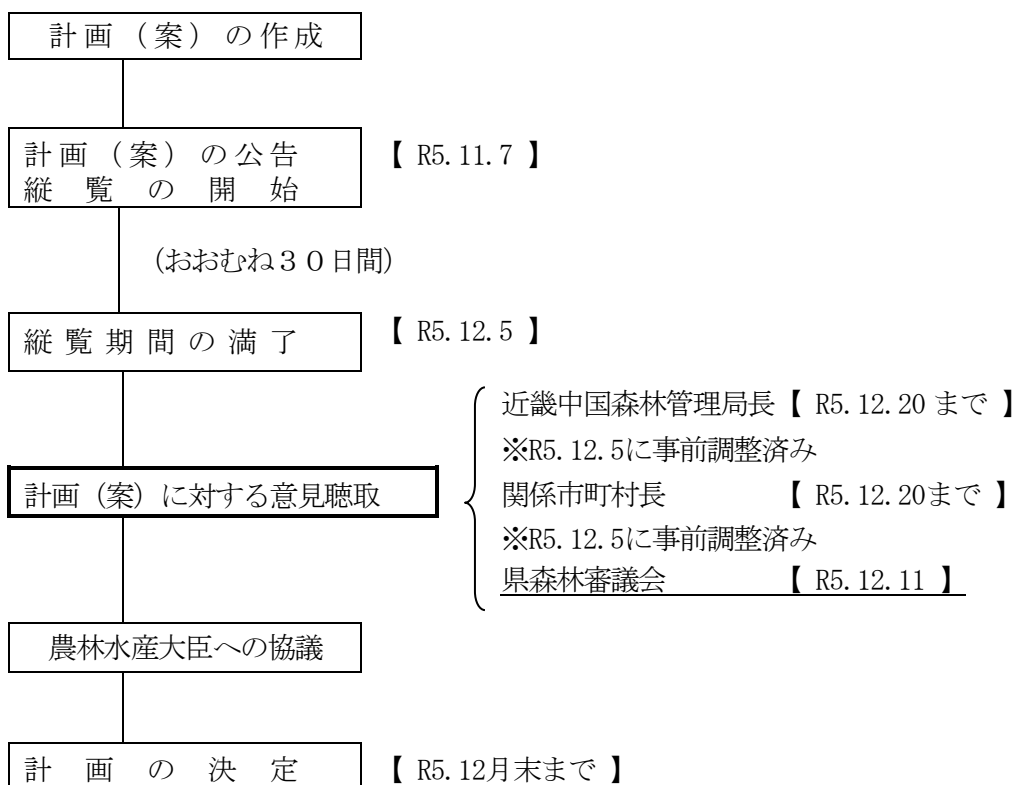 計画（案）の作成
計画（案）の公告 【 R5.11.7 】
縦覧の開始
(おおむね３０日間)
縦覧期間の満了 【 R5.12.5 】
近畿中国森林管理局長【 R5.12.20 まで 】
※R5.12.5に事前調整済み
計画（案）に対する意見聴取
関係市町村長 【 R5.12.20まで 】
※R5.12.5に事前調整済み
県森林審議会 【 R5.12.11 】
農林水産大臣への協議
計画の決定 【 R5.12月末まで 】